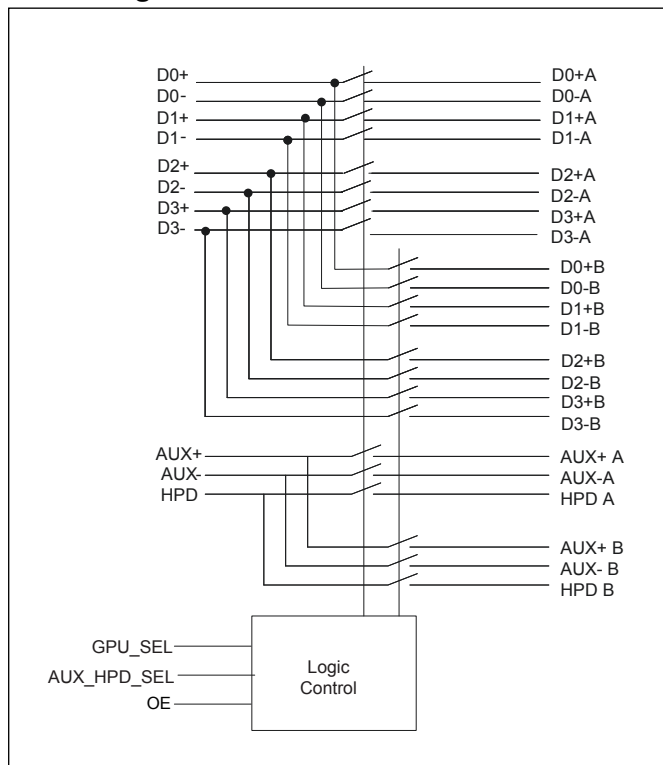 D0+
D0-
D1+
D1-
D2+
D2-
D3+
D3-
D0+A
D0-A
D1+A
D1-A
D2+A
D2-A
D3+A
D3-A
D0+B
D0-B
D1+B
D1-B
D2+B
D2-B
D3+B
D3-B
AUX+
AUX-
HPD
AUX+ A
AUX-A
HPD A
AUX+ B
AUX- B
HPD B
GPU_SEL
AUX_HPD_SEL
OE
Logic
Control